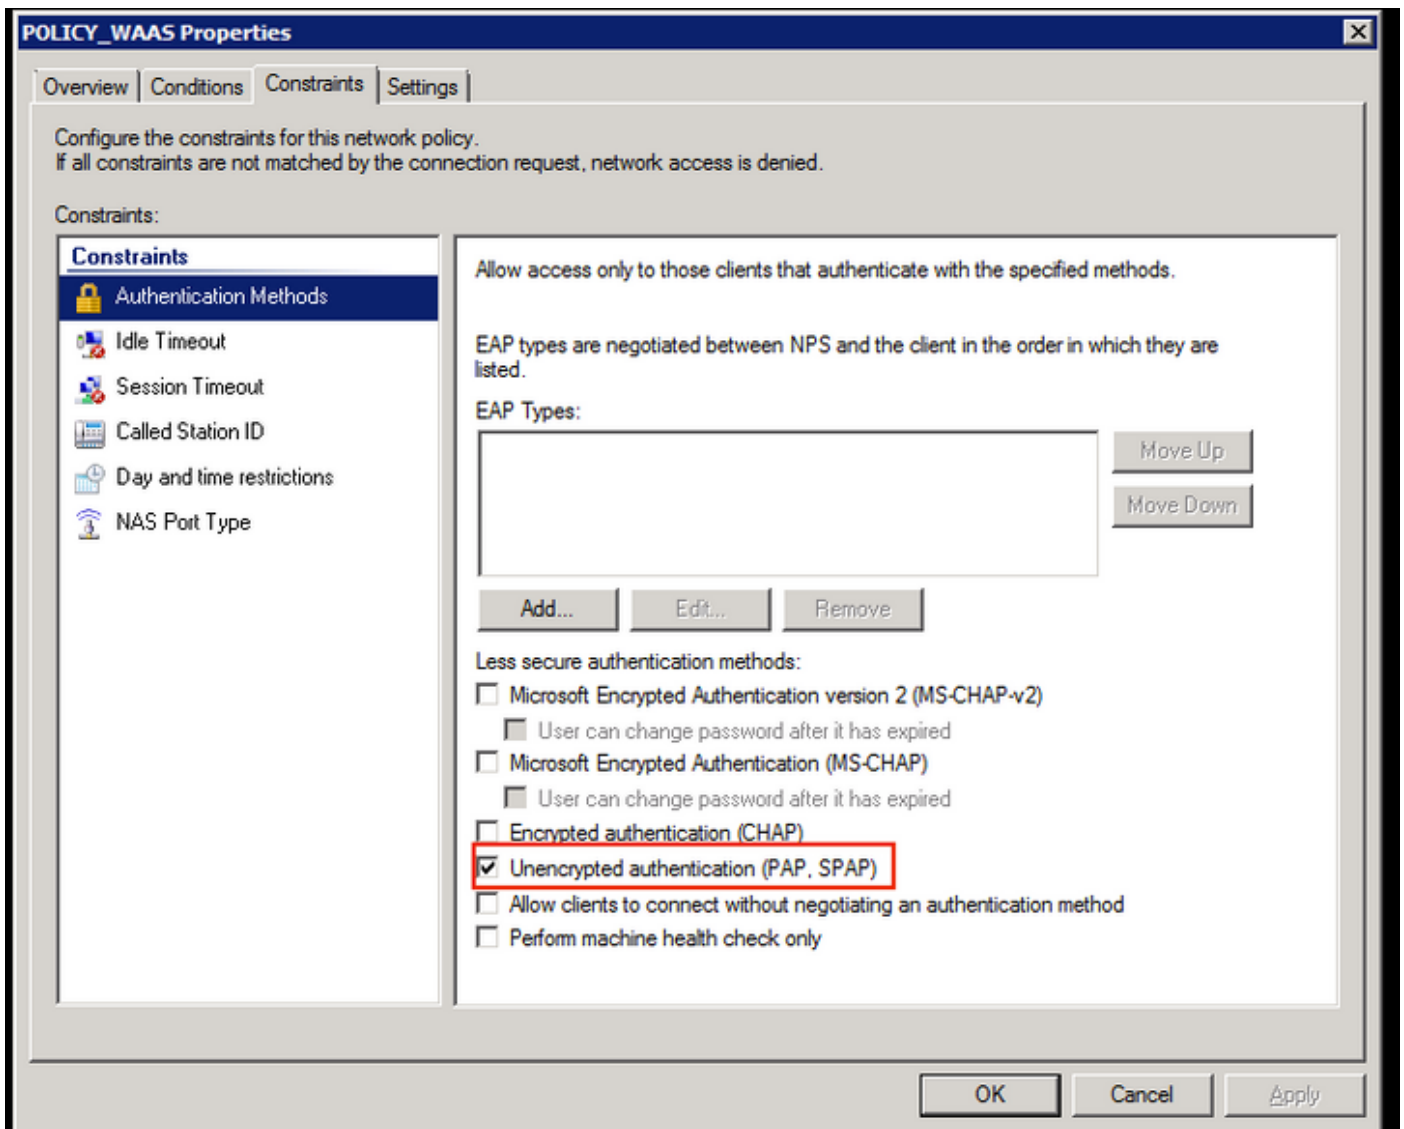 POLICY_WAAS Properties
Overview
Conditions
Constraints
Settings
Configure the constraints for this network policy.
If all constraints are not matched by the connection request, network access is denied.
Constraints:
Constraints
Authentication Methods
Idle Timeout
Session Timeout
Called Station ID
Day and time restrictions
NAS Port Type
Allow access only to those clients that authenticate with the specified methods.
EAP types are negotiated between NPS and the client in the order in which they are
listed.
EAP Types:
Move Up
Move Down
Add...
Edit...
Remove
Less secure authentication methods:
Microsoft Encrypted Authentication version 2 (MS-CHAP-v2)
User can change password after it has expired
Microsoft Encrypted Authentication (MS-CHAP)
User can change password after it has expired
Encrypted authentication (CHAP)
Unencrypted authentication (PAP, SPAP)
Allow clients to connect without negotiating an authentication method
Perform machine health check only
OK
Cancel
Apply